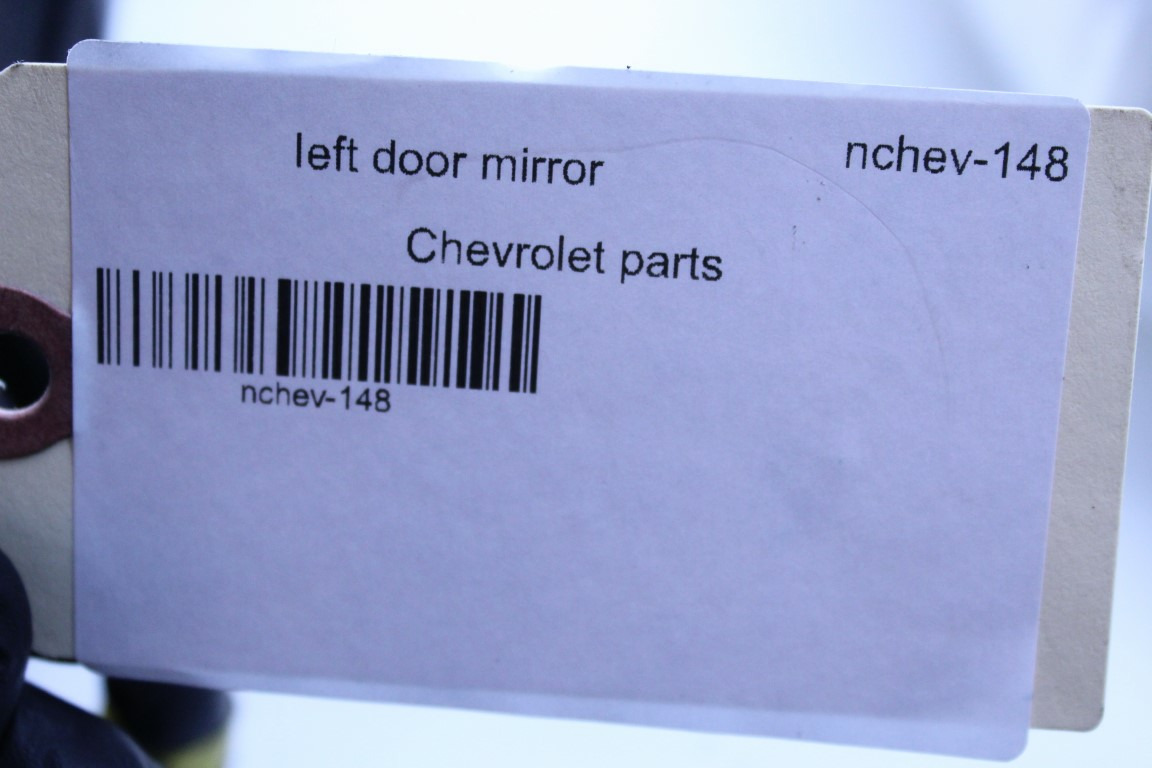 left door mirror
nchev-148
Chevrolet parts
nchev-148